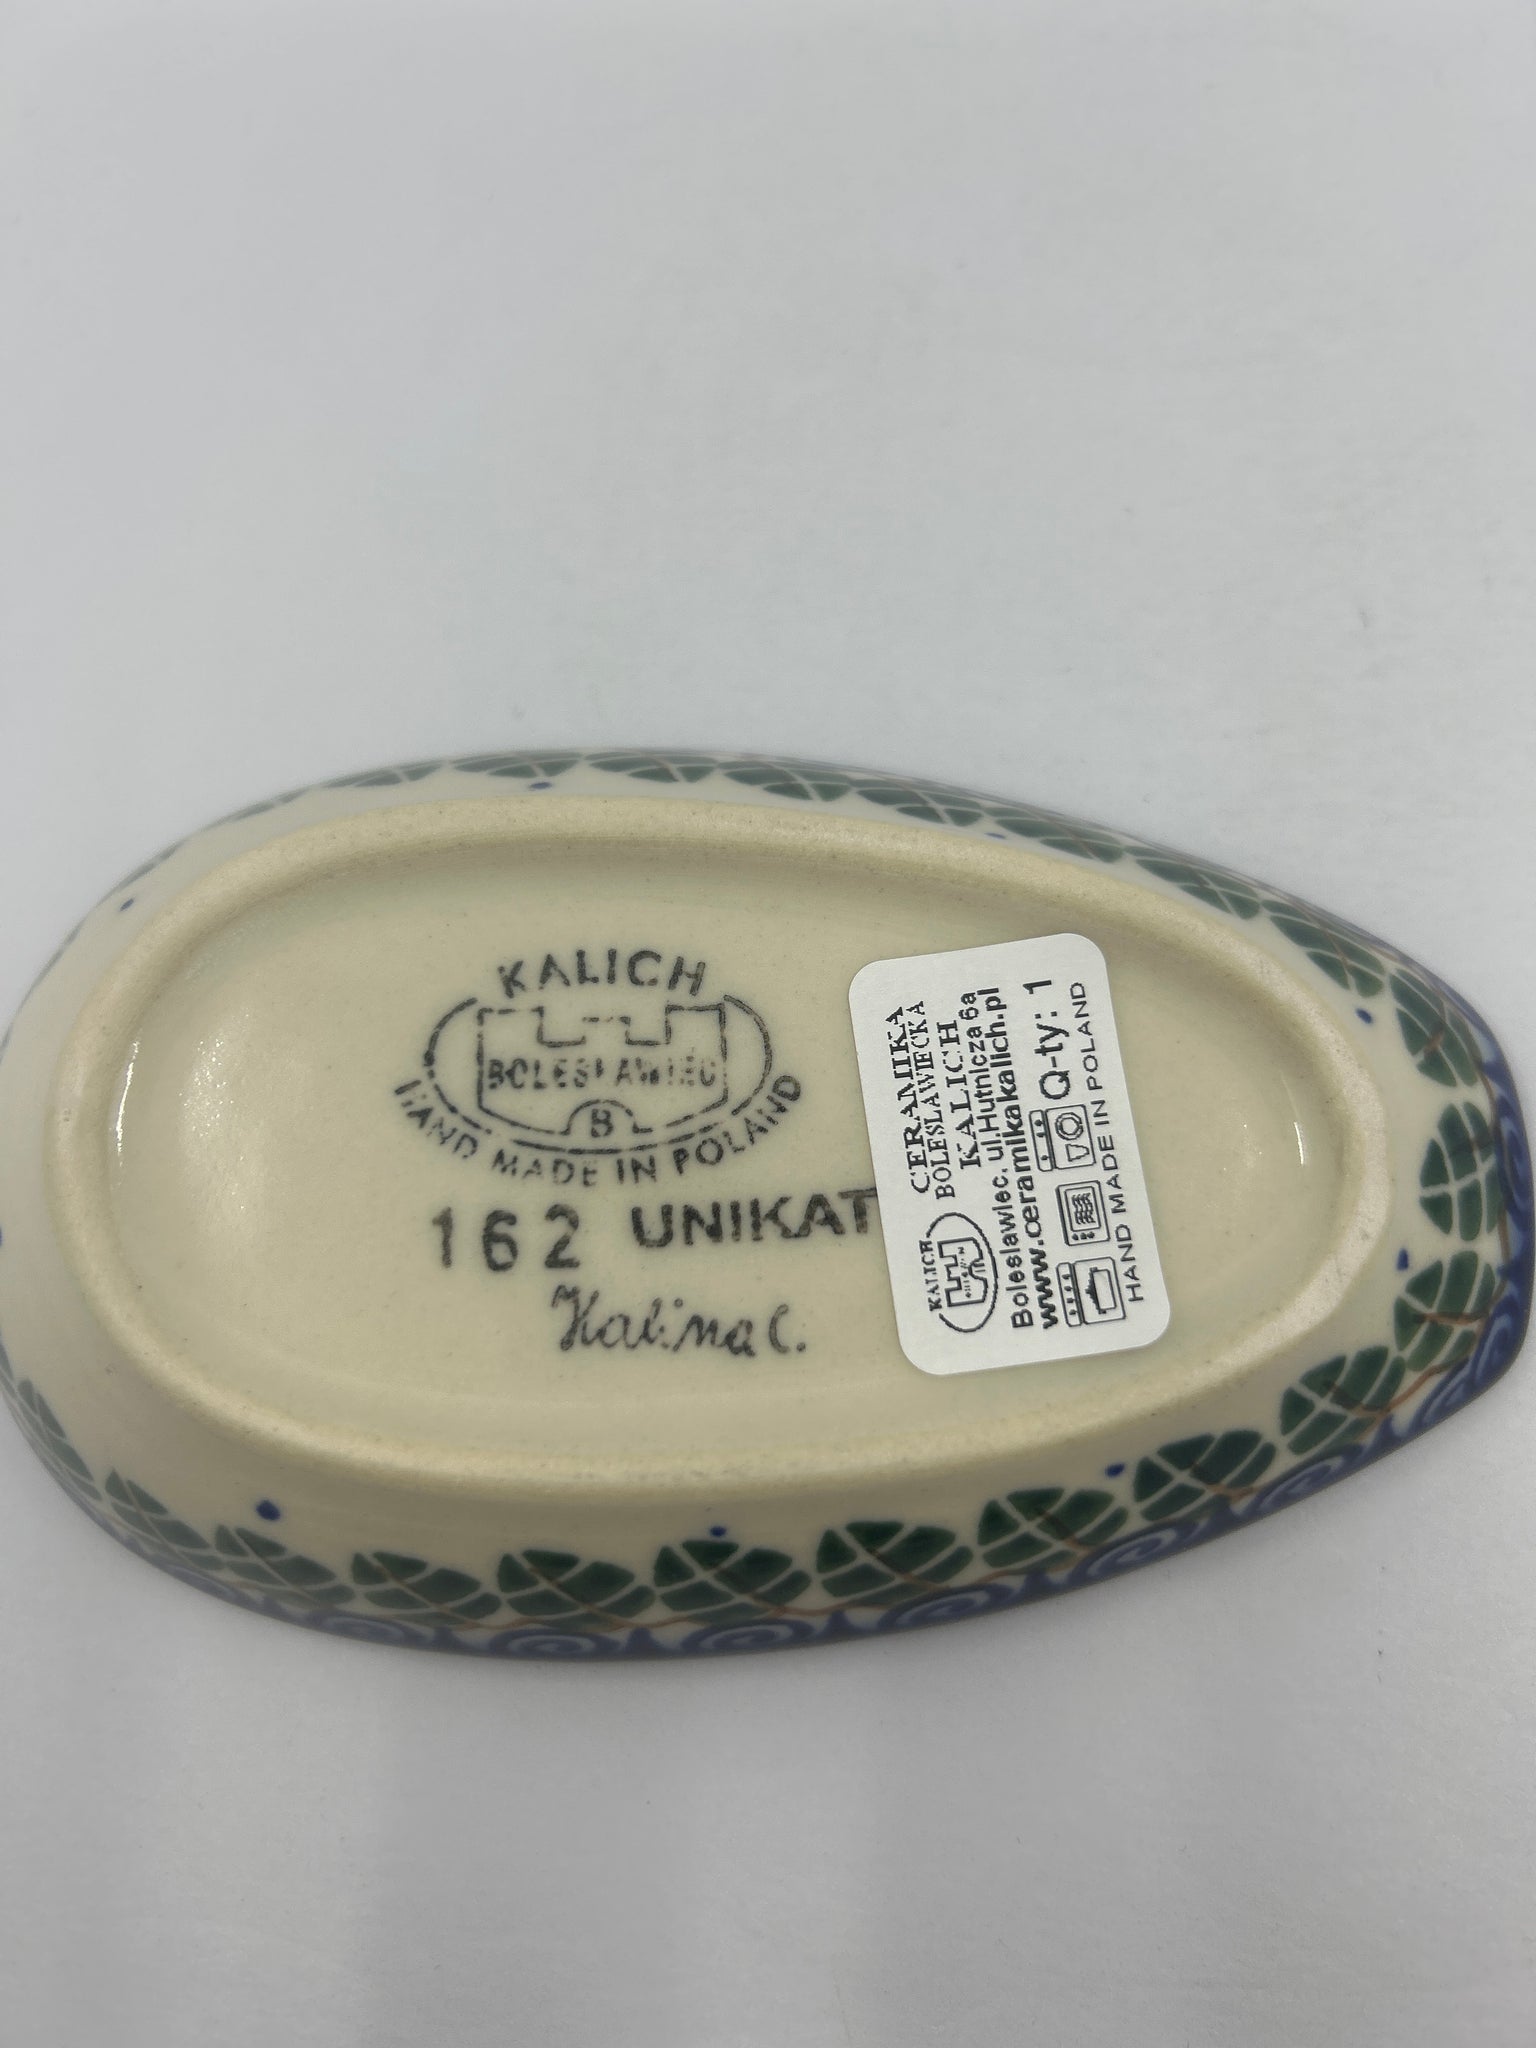 KALICH
BOLESŁAWIEC
B
HAND MADE IN POLAND
162 UNIKAT
Kalina C.
CERAMIKA
BOLESŁAWIECKA
KALICH
KALICH
Boleslawiec, ul.Hutnicza 6a
www.ceramikakalich.pl
Q-ty: 1
HAND MADE IN POLAND